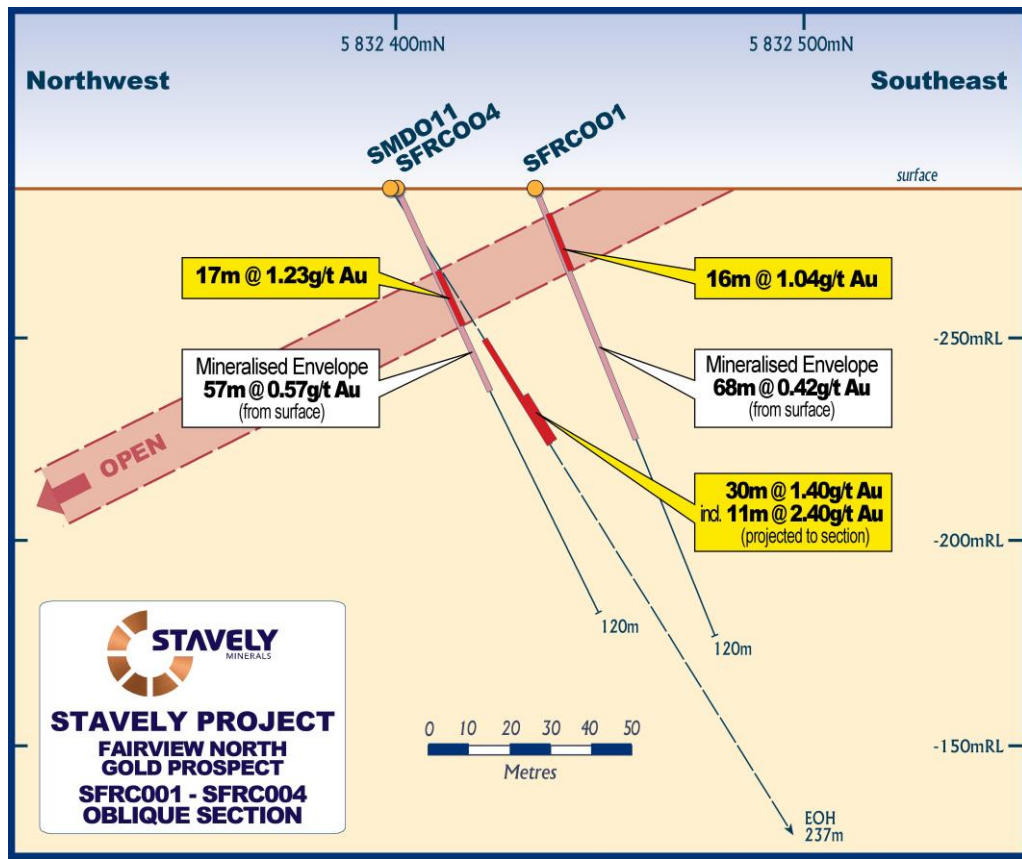 5 832 400mN
5 832 500mN
Northwest
Southeast
SMD011
SFRC004
SFRC001
surface
17m @ 1.23g/t Au
16m @ 1.04g/t Au
-250mRL
Mineralised Envelope
57m @ 0.57g/t Au
(from surface)
Mineralised Envelope
68m @ 0.42g/t Au
(from surface)
OPEN
30m @ 1.40g/t Au
incl. 11m @ 2.40g/t Au
(projected to section)
-200mRL
120m
120m
STAVELY
MINERALS
STAVELY PROJECT
FAIRVIEW NORTH
GOLD PROSPECT
SFRC001 - SFRC004
OBLIQUE SECTION
0 10 20 30 40 50
Metres
-150mRL
EOH
237m